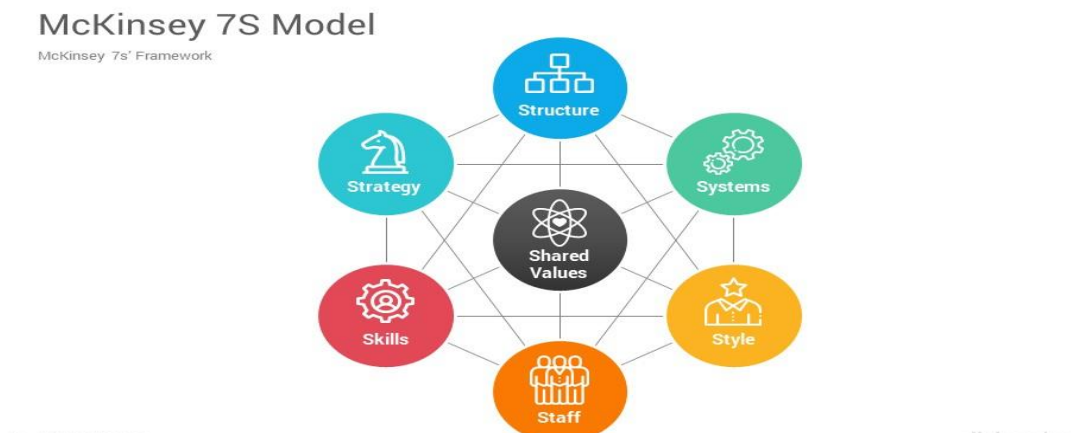 McKinsey 7S Model
McKinsey 7s' Framework
Structure
Strategy
Systems
Shared
Values
Skills
Style
Staff